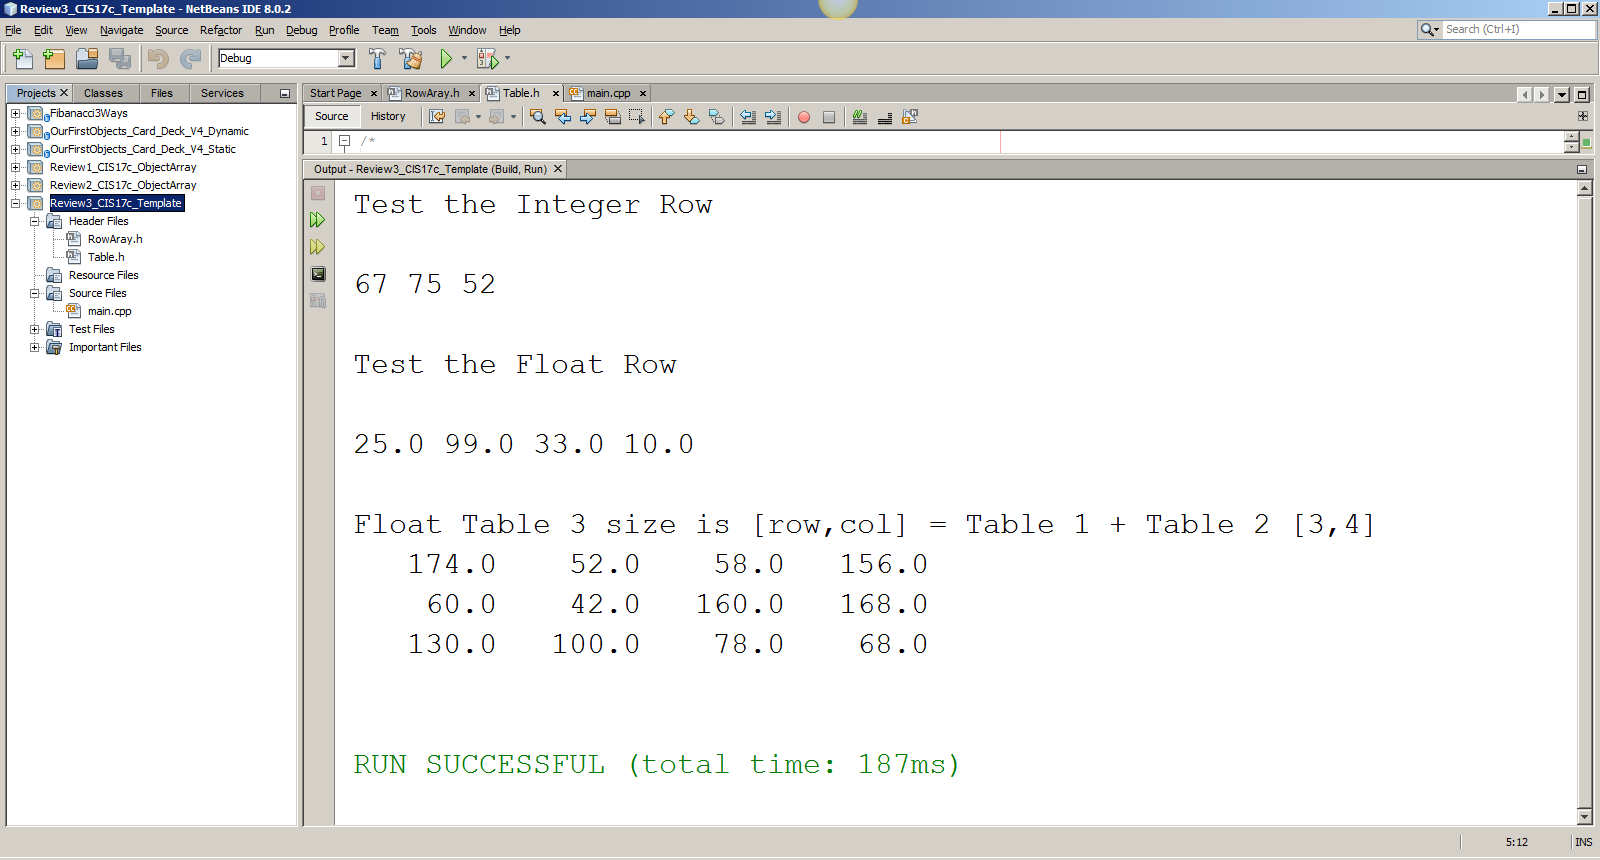 Review3_CIS17c_Template - NetBeans IDE 8.0.2
File Edit View Navigate Source Refactor Run Debug Profile Team Tools Window Help
Search (Ctrl+I)
Debug
Projects Classes Files Services
Start Page RowAray.h Table.h main.cpp
Fibanacci3Ways
OurFirstObjects_Card_Deck_V4_Dynamic
OurFirstObjects_Card_Deck_V4_Static
Review1_CIS17c_ObjectArray
Review2_CIS17c_ObjectArray
Review3_CIS17c_Template
Header Files
RowAray.h
Table.h
Resource Files
Source Files
main.cpp
Test Files
Important Files
Source History
1 /*
Output - Review3_CIS17c_Template (Build, Run)
Test the Integer Row
67 75 52
Test the Float Row
25.0 99.0 33.0 10.0
Float Table 3 size is [row,col] = Table 1 + Table 2 [3,4]
174.0 52.0 58.0 156.0
60.0 42.0 160.0 168.0
130.0 100.0 78.0 68.0
RUN SUCCESSFUL (total time: 187ms)
5:12 INS